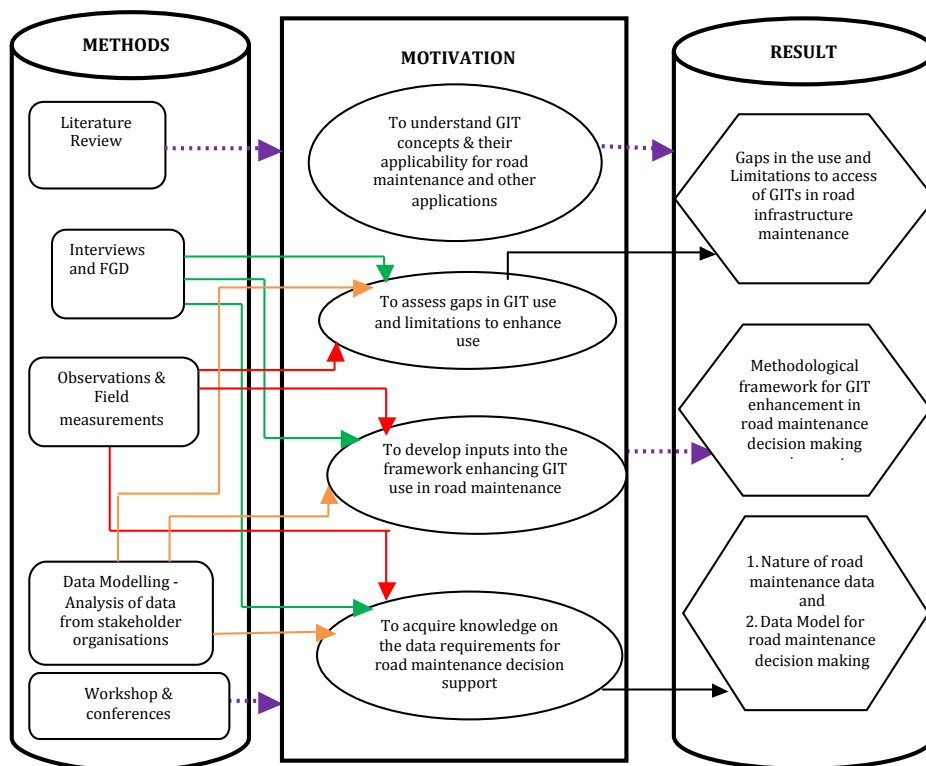 METHODS
Literature
Review
Interviews
and FGD
Observations &
Field
measurements
Data Modelling -
Analysis of data
from stakeholder
organisations
Workshop &
conferences
MOTIVATION
To understand GIT
concepts & their
applicability for road
maintenance and other
applications
To assess gaps in GIT use
and limitations to enhance
use
To develop inputs into the
framework enhancing GIT
use in road maintenance
To acquire knowledge on
the data requirements for
road maintenance decision
support
RESULT
Gaps in the use and
Limitations to access
of GITs in road
infrastructure
maintenance
Methodological
framework for GIT
enhancement in
road maintenance
decision making
1. Nature of road
maintenance data
and
2. Data Model for
road maintenance
decision making